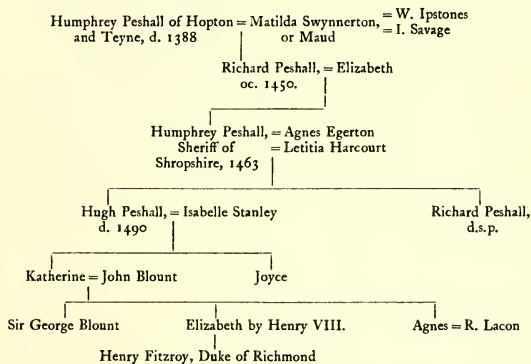 Humphrey Peshall of Hopton = Matilda Swynnerton, = W. Ipstones
and Teyne, d. 1388 or Maud = I. Savage
Richard Peshall, = Elizabeth
oc. 1450.
Humphrey Peshall, = Agnes Egerton
Sheriff of = Letitia Harcourt
Shropshire, 1463
Hugh Peshall, = Isabelle Stanley Richard Peshall,
d. 1490 d.s.p.
Katherine = John Blount Joyce
Sir George Blount Elizabeth by Henry VIII. Agnes = R. Lacon
Henry Fitzroy, Duke of Richmond